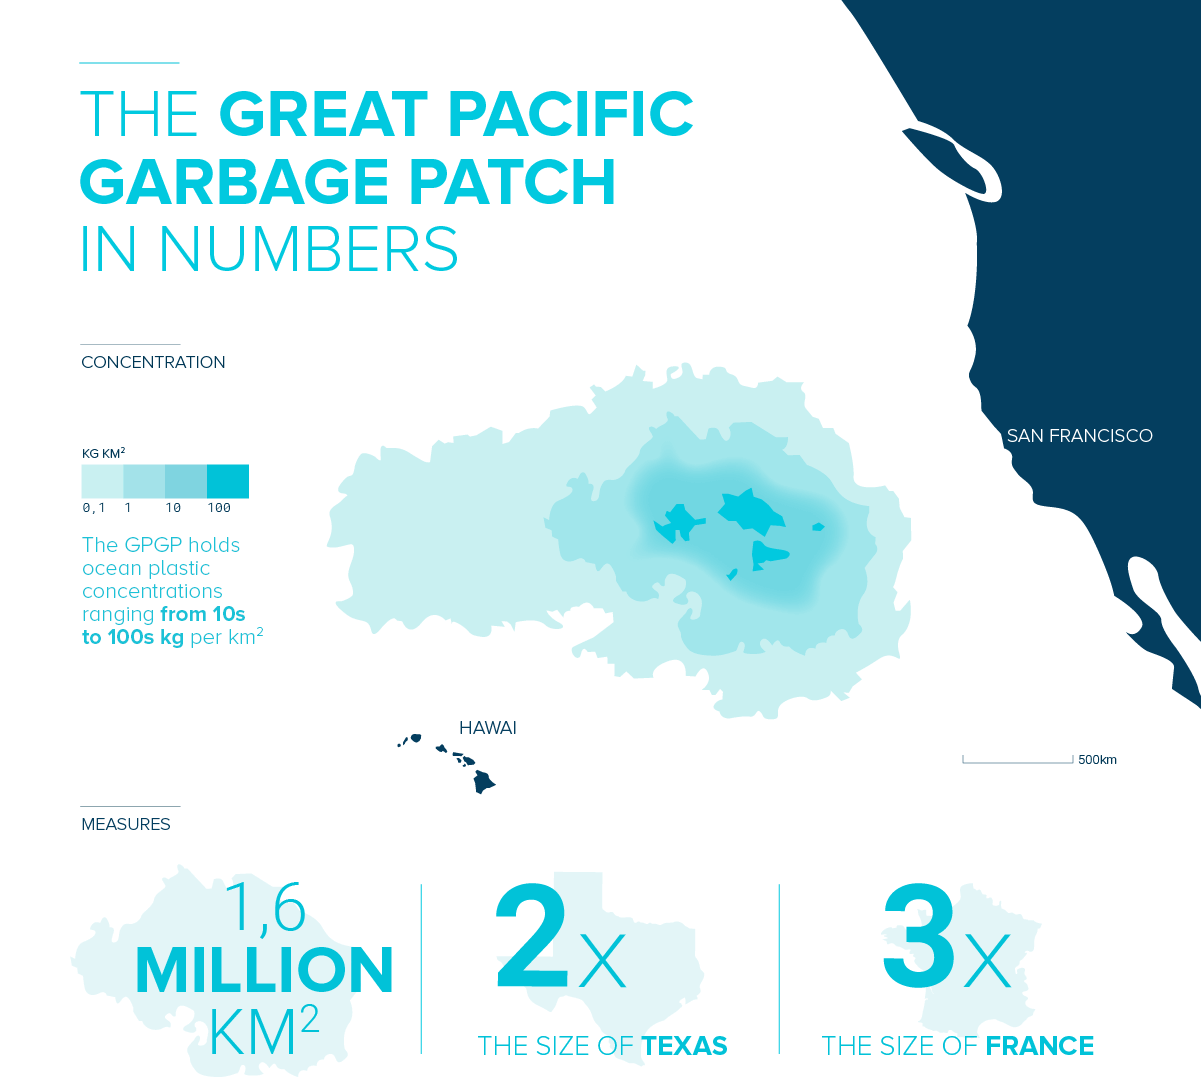 THE GREAT PACIFIC
GARBAGE PATCH
IN NUMBERS
CONCENTRATION
KG KM²
0,1 1 10 100
The GPGP holds
ocean plastic
concentrations
ranging from 10s
to 100s kg per km²
SAN FRANCISCO
HAWAI
500km
MEASURES
1,6
MILLION
KM²
2x
THE SIZE OF TEXAS
3x
THE SIZE OF FRANCE